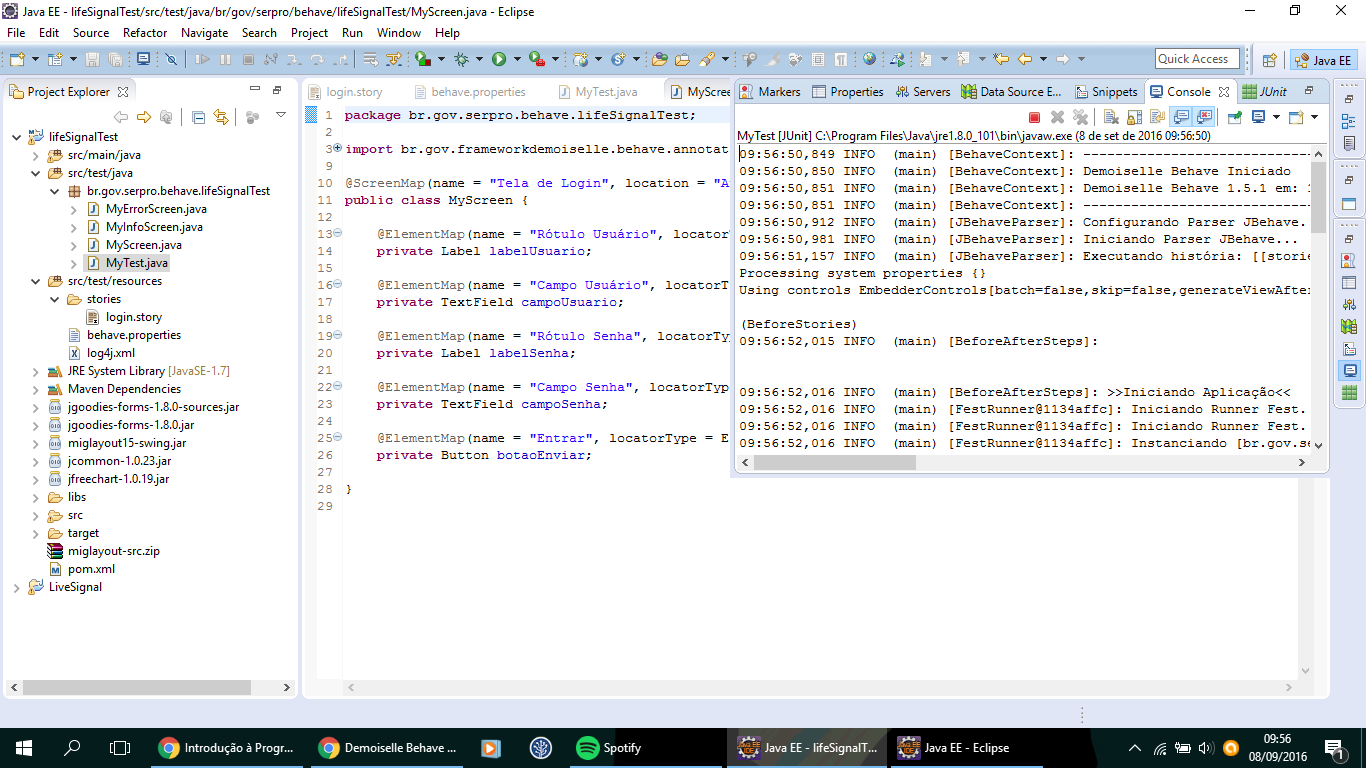 Java EE - lifeSignalTest/src/test/java/br/gov/serpro/behave/lifeSignalTest/MyScreen.java - Eclipse
File Edit Source Refactor Navigate Search Project Run Window Help
Quick Access
Java EE
Project Explorer
lifeSignalTest
src/main/java
src/test/java
br.gov.serpro.behave.lifeSignalTest
MyErrorScreen.java
MyInfoScreen.java
MyScreen.java
MyTest.java
src/test/resources
stories
login.story
behave.properties
log4j.xml
JRE System Library [JavaSE-1.7]
Maven Dependencies
jgoodies-forms-1.8.0-sources.jar
jgoodies-forms-1.8.0.jar
miglayout15-swing.jar
jcommon-1.0.23.jar
jfreechart-1.0.19.jar
libs
src
target
miglayout-src.zip
pom.xml
LiveSignal
login.story behave.properties MyTest.java MyScree
1 package br.gov.serpro.behave.lifeSignalTest;
2
3 import br.gov.frameworkdemoiselle.behave.annotat
9
10 @ScreenMap(name = "Tela de Login", location = "A
11 public class MyScreen {
12
13 @ElementMap(name = "Rótulo Usuário", locator
14 private Label labelUsuario;
15
16 @ElementMap(name = "Campo Usuário", locatorT
17 private TextField campoUsuario;
18
19 @ElementMap(name = "Rótulo Senha", locatorTy
20 private Label labelSenha;
21
22 @ElementMap(name = "Campo Senha", locatorType
23 private TextField campoSenha;
24
25 @ElementMap(name = "Entrar", locatorType = E
26 private Button botaoEnviar;
27
28 }
29
Markers Properties Servers Data Source E... Snippets Console JUnit
MyTest [JUnit] C:\Program Files\Java\jre1.8.0_101\bin\javaw.exe (8 de set de 2016 09:56:50)
09:56:50,849 INFO (main) [BehaveContext]: -----------------------------
09:56:50,850 INFO (main) [BehaveContext]: Demoiselle Behave Iniciado
09:56:50,851 INFO (main) [BehaveContext]: Demoiselle Behave 1.5.1 em: 1
09:56:50,851 INFO (main) [BehaveContext]: -----------------------------
09:56:50,912 INFO (main) [JBehaveParser]: Configurando Parser JBehave.
09:56:50,981 INFO (main) [JBehaveParser]: Iniciando Parser JBehave...
09:56:51,157 INFO (main) [JBehaveParser]: Executando história: [[storie
Processing system properties {}
Using controls EmbedderControls[batch=false,skip=false,generateViewAfter
(BeforeStories)
09:56:52,015 INFO (main) [BeforeAfterSteps]:
09:56:52,016 INFO (main) [BeforeAfterSteps]: >>Iniciando Aplicação<<
09:56:52,016 INFO (main) [FestRunner@1134affc]: Iniciando Runner Fest.
09:56:52,016 INFO (main) [FestRunner@1134affc]: Iniciando Runner Fest.
09:56:52,016 INFO (main) [FestRunner@1134affc]: Instanciando [br.gov.se
Introdução à Progr... Demoiselle Behave ... Spotify Java EE - lifeSignalT... Java EE - Eclipse
09:56
08/09/2016
1